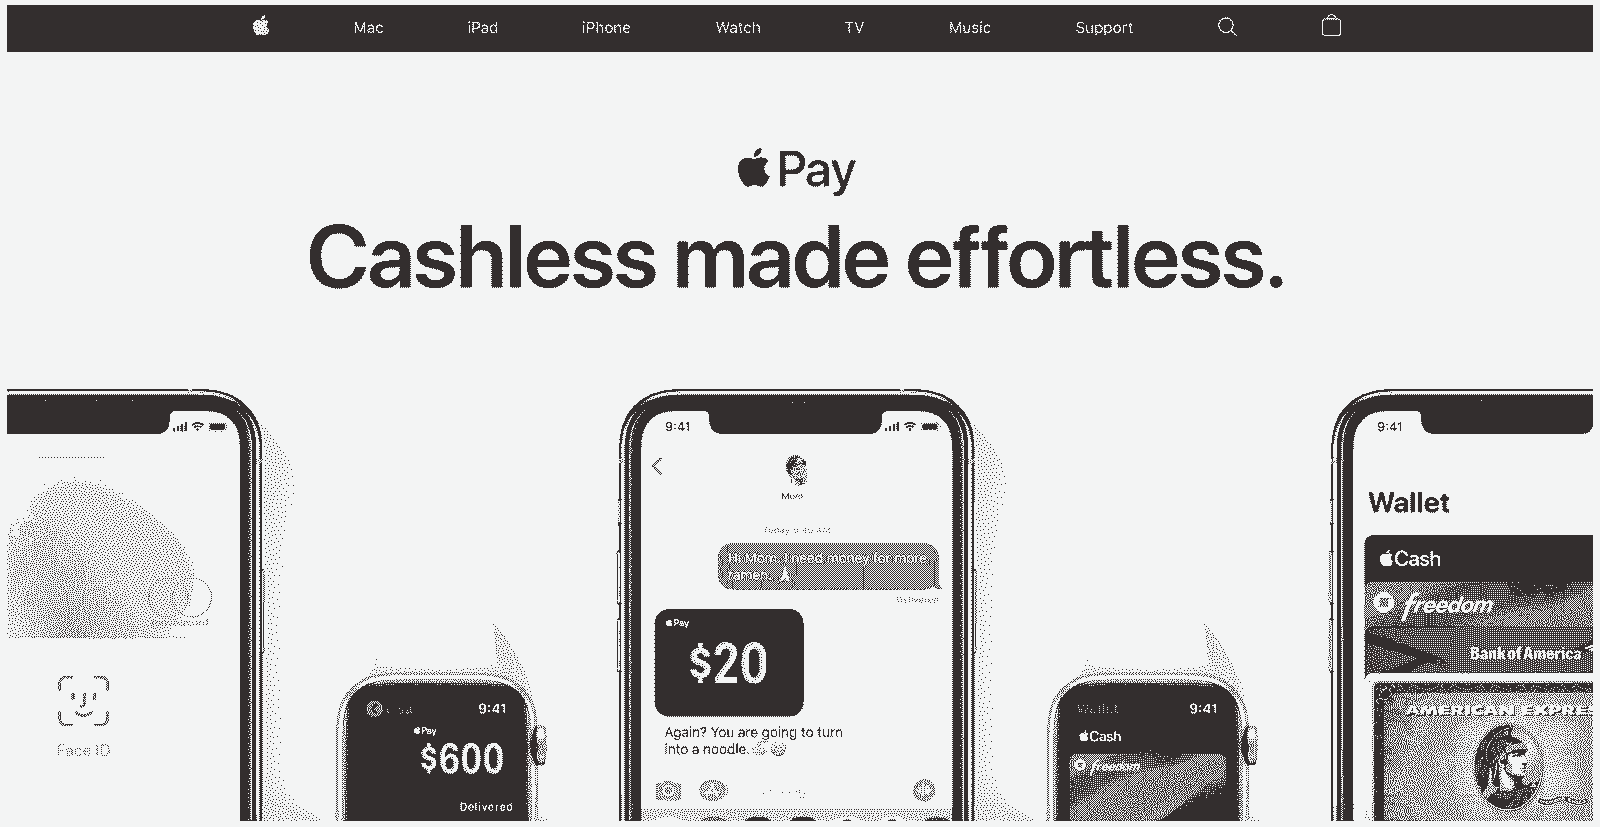 Mac iPad iPhone Watch TV Music Support
Pay
Cashless made effortless.
Face ID
9:41
Pay
$600
Delivered
9:41
Mom
Hi Mom, I need money for more
ramen.
Delivered
Pay
$20
Again? You are going to turn
into a noodle.
Wallet 9:41
Cash
freedom
9:41
Wallet
Cash
freedom
Bank of America
AMERICAN EXPRES